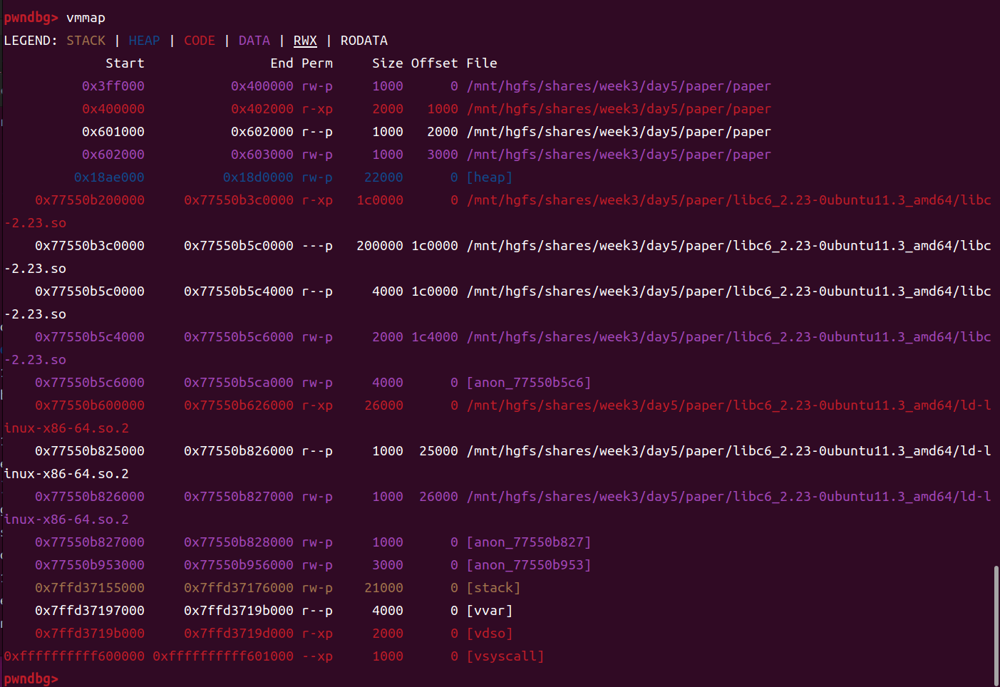 pwndbg> vmmap
LEGEND: STACK | HEAP | CODE | DATA | RWX | RODATA
             Start                End Perm     Size Offset File
          0x3ff000           0x400000 rw-p     1000      0 /mnt/hgfs/shares/week3/day5/paper/paper
          0x400000           0x402000 r-xp     2000   1000 /mnt/hgfs/shares/week3/day5/paper/paper
          0x601000           0x602000 r--p     1000   2000 /mnt/hgfs/shares/week3/day5/paper/paper
          0x602000           0x603000 rw-p     1000   3000 /mnt/hgfs/shares/week3/day5/paper/paper
         0x18ae000          0x18d0000 rw-p    22000      0 [heap]
    0x77550b200000     0x77550b3c0000 r-xp   1c0000      0 /mnt/hgfs/shares/week3/day5/paper/libc6_2.23-0ubuntu11.3_amd64/libc
-2.23.so
    0x77550b3c0000     0x77550b5c0000 ---p   200000 1c0000 /mnt/hgfs/shares/week3/day5/paper/libc6_2.23-0ubuntu11.3_amd64/libc
-2.23.so
    0x77550b5c0000     0x77550b5c4000 r--p     4000 1c0000 /mnt/hgfs/shares/week3/day5/paper/libc6_2.23-0ubuntu11.3_amd64/libc
-2.23.so
    0x77550b5c4000     0x77550b5c6000 rw-p     2000 1c4000 /mnt/hgfs/shares/week3/day5/paper/libc6_2.23-0ubuntu11.3_amd64/libc
-2.23.so
    0x77550b5c6000     0x77550b5ca000 rw-p     4000      0 [anon_77550b5c6]
    0x77550b600000     0x77550b626000 r-xp    26000      0 /mnt/hgfs/shares/week3/day5/paper/libc6_2.23-0ubuntu11.3_amd64/ld-l
inux-x86-64.so.2
    0x77550b825000     0x77550b826000 r--p     1000  25000 /mnt/hgfs/shares/week3/day5/paper/libc6_2.23-0ubuntu11.3_amd64/ld-l
inux-x86-64.so.2
    0x77550b826000     0x77550b827000 rw-p     1000  26000 /mnt/hgfs/shares/week3/day5/paper/libc6_2.23-0ubuntu11.3_amd64/ld-l
inux-x86-64.so.2
    0x77550b827000     0x77550b828000 rw-p     1000      0 [anon_77550b827]
    0x77550b953000     0x77550b956000 rw-p     3000      0 [anon_77550b953]
    0x7ffd37155000     0x7ffd37176000 rw-p    21000      0 [stack]
    0x7ffd37197000     0x7ffd3719b000 r--p     4000      0 [vvar]
    0x7ffd3719b000     0x7ffd3719d000 r-xp     2000      0 [vdso]
0xffffffffff600000 0xffffffffff601000 --xp     1000      0 [vsyscall]
pwndbg>